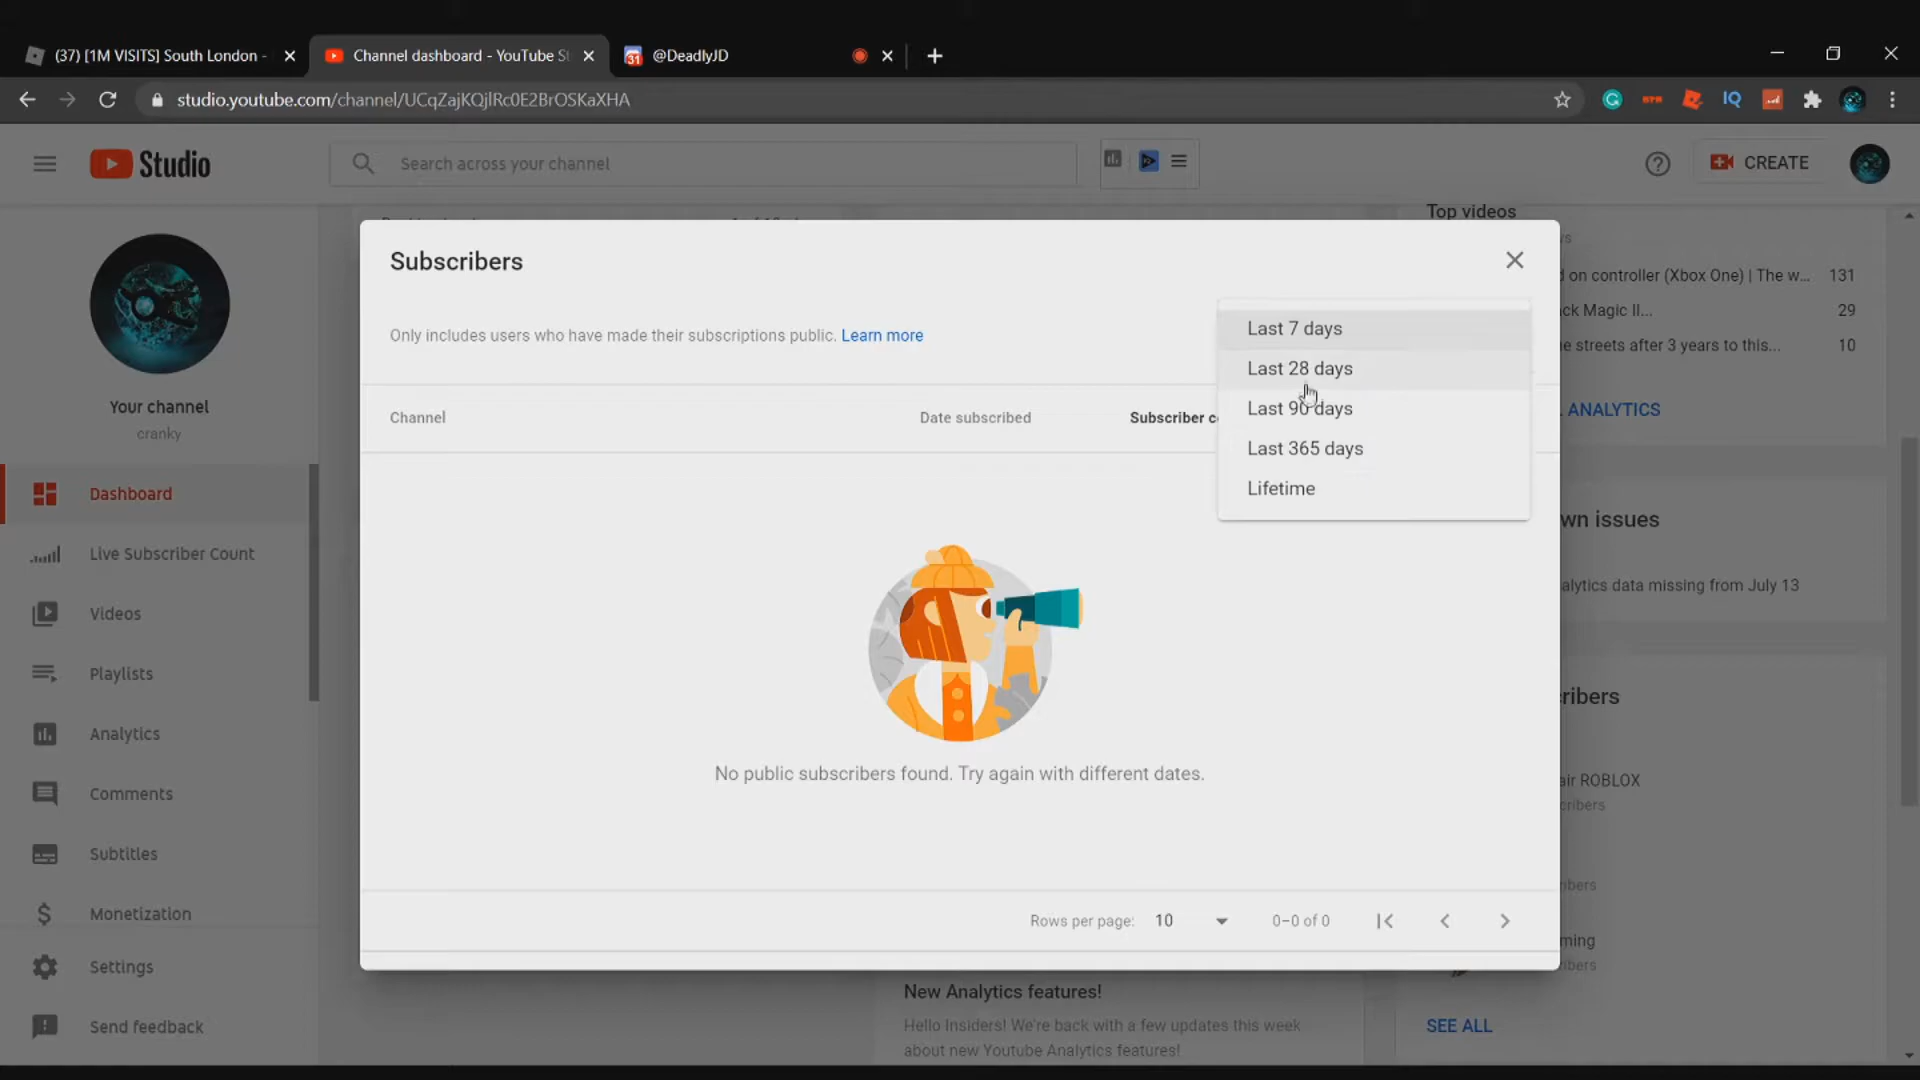 (37) [1M VISITS] South London -
Channel dashboard - YouTube St
31 @DeadlyJD
studio.youtube.com/channel/UCqZajKQjlRc0E2BrOSKaXHA
IQ
Studio
Search across your channel
CREATE
Top videos
Your channel
cranky
Dashboard
Live Subscriber Count
Videos
Playlists
Analytics
Comments
Subtitles
Monetization
Settings
Send feedback
Subscribers
Only includes users who have made their subscriptions public. Learn more
Channel
Date subscribed
Subscriber c
Last 7 days
Last 28 days
Last 90 days
Last 365 days
Lifetime
No public subscribers found. Try again with different dates.
Rows per page: 10
0–0 of 0
d on controller (Xbox One) | The w... 131
ck Magic II... 29
e streets after 3 years to this... 10
ANALYTICS
wn issues
alytics data missing from July 13
cribers
air ROBLOX
cribers
bers
ming
ibers
SEE ALL
New Analytics features!
Hello Insiders! We're back with a few updates this week
about new Youtube Analytics features!